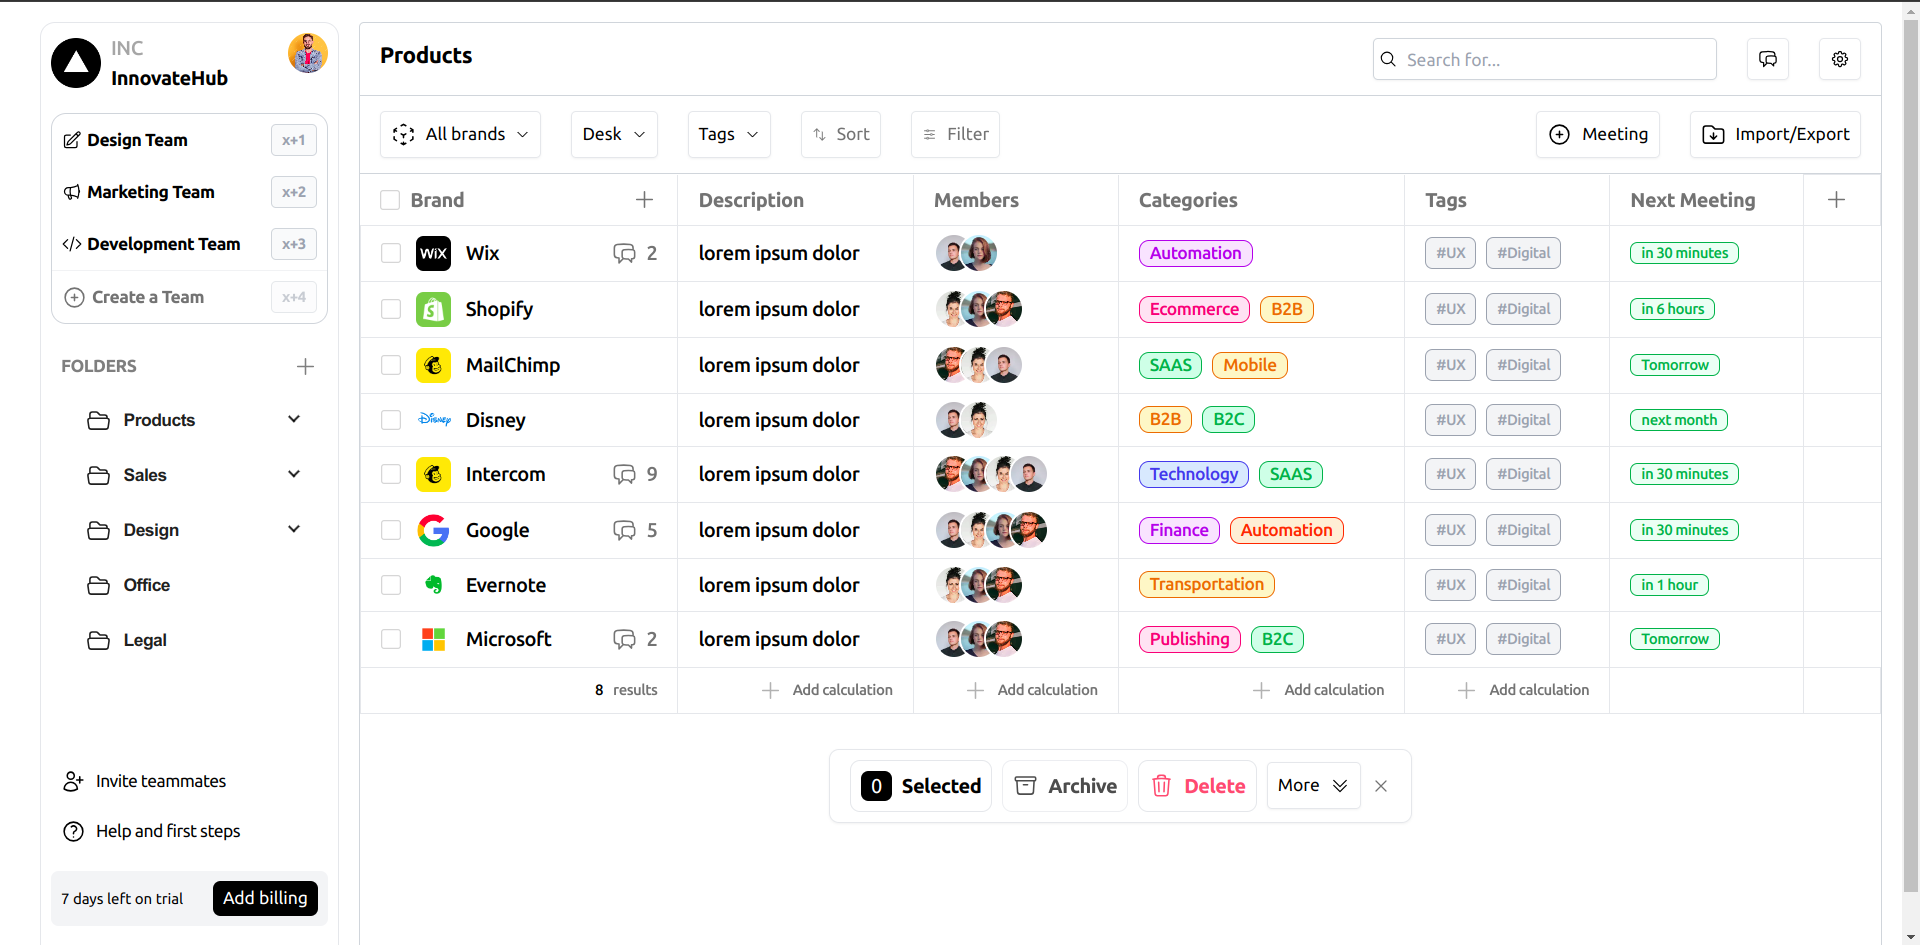 INC
InnovateHub
Design Team x+1
Marketing Team x+2
Development Team x+3
Create a Team x+4
FOLDERS
Products
Sales
Design
Office
Legal
Invite teammates
Help and first steps
7 days left on trial Add billing
Products Search for...
All brands Desk Tags Sort Filter Meeting Import/Export
Brand Description Members Categories Tags Next Meeting
WiX Wix 2 lorem ipsum dolor Automation #UX #Digital in 30 minutes
Shopify lorem ipsum dolor Ecommerce B2B #UX #Digital in 6 hours
MailChimp lorem ipsum dolor SAAS Mobile #UX #Digital Tomorrow
Disney Disney lorem ipsum dolor B2B B2C #UX #Digital next month
Intercom 9 lorem ipsum dolor Technology SAAS #UX #Digital in 30 minutes
Google 5 lorem ipsum dolor Finance Automation #UX #Digital in 30 minutes
Evernote lorem ipsum dolor Transportation #UX #Digital in 1 hour
Microsoft 2 lorem ipsum dolor Publishing B2C #UX #Digital Tomorrow
8 results Add calculation Add calculation Add calculation Add calculation
0 Selected Archive Delete More